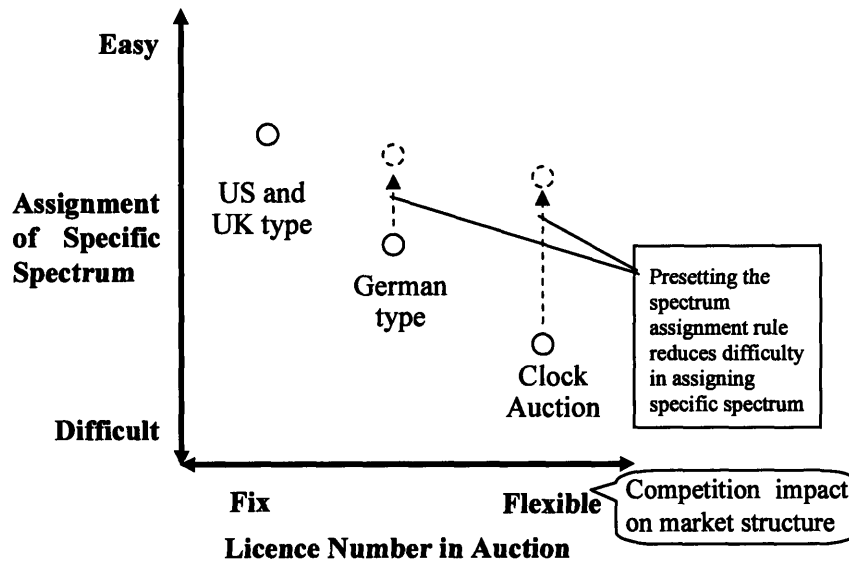 Easy
US and
UK type
Assignment
of Specific
Spectrum
German
type
Presetting the
spectrum
assignment rule
reduces difficulty
in assigning
specific spectrum
Clock
Auction
Difficult
Fix
Flexible
Competition impact
on market structure
Licence Number in Auction